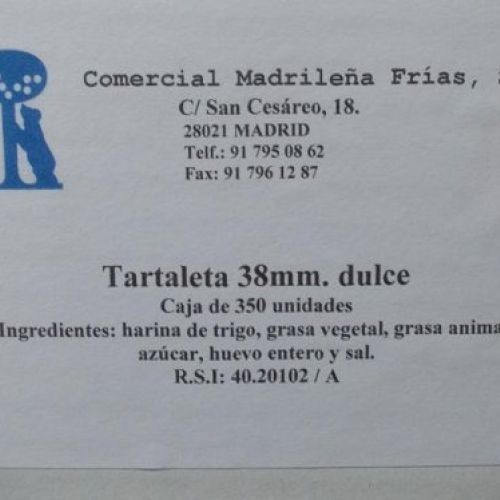 Comercial Madrileña Frías,
C/ San Cesáreo, 18.
28021 MADRID
Telf.: 91 795 08 62
Fax: 91 796 12 87
Tartaleta 38mm. dulce
Caja de 350 unidades
Ingredientes: harina de trigo, grasa vegetal, grasa anima
azúcar, huevo entero y sal.
R.S.I: 40.20102 / A